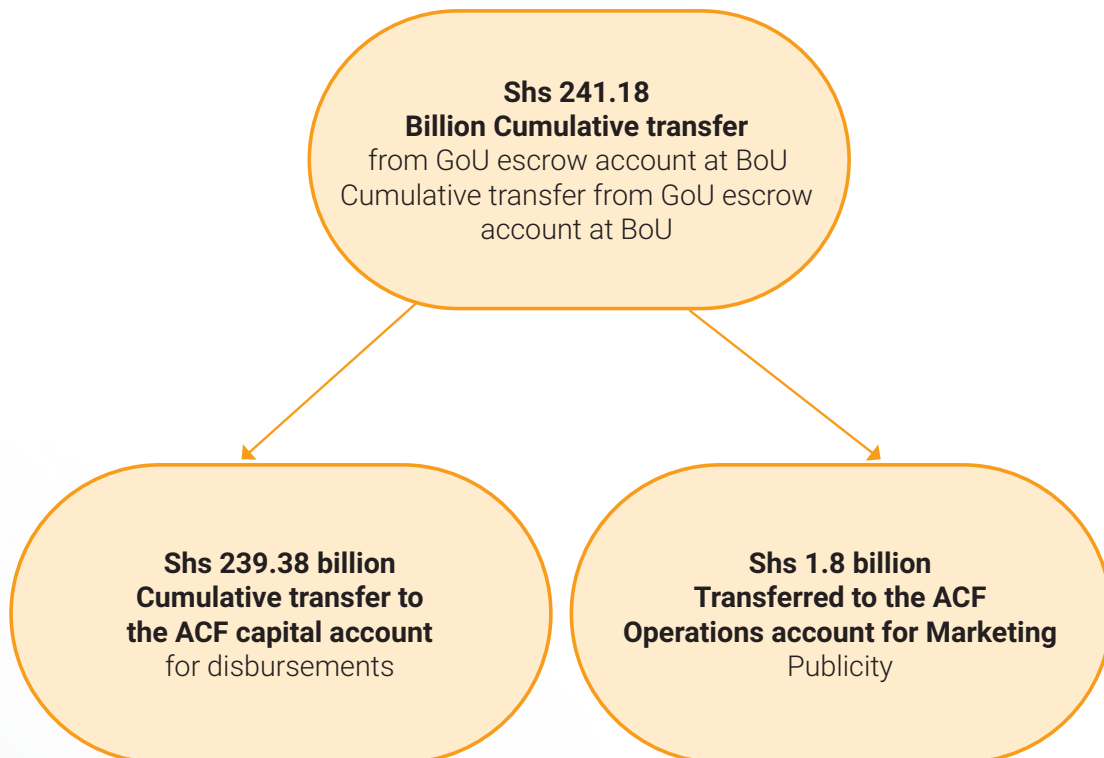 Shs 241.18
Billion Cumulative transfer
from GoU escrow account at BoU
Cumulative transfer from GoU escrow
account at BoU
Shs 239.38 billion
Cumulative transfer to
the ACF capital account
for disbursements
Shs 1.8 billion
Transferred to the ACF
Operations account for Marketing
Publicity